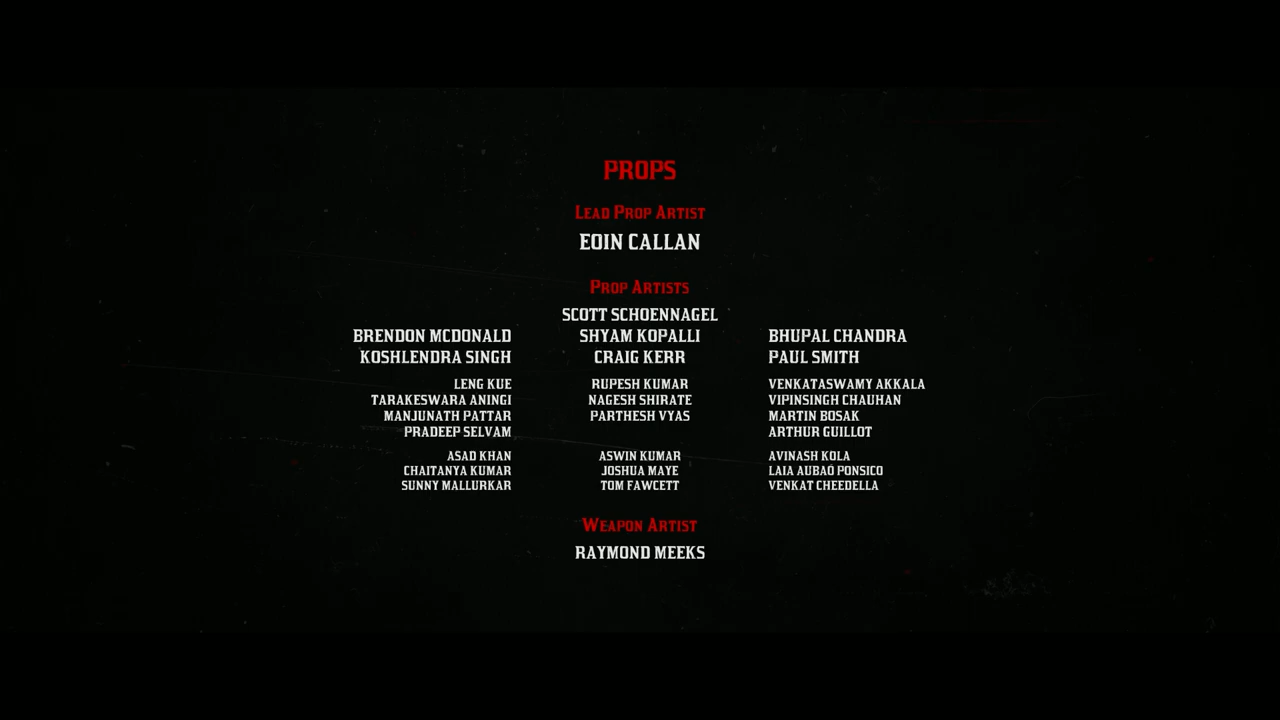 PROPS
LEAD PROP ARTIST
EOIN CALLAN
PROP ARTISTS
SCOTT SCHOENNAGEL
BRENDON MCDONALD SHYAM KOPALLI BHUPAL CHANDRA
KOSHLENDRA SINGH CRAIG KERR PAUL SMITH
LENG KUE RUPESH KUMAR VENKATASWAMY AKKALA
TARAKESWARA ANINGI NAGESH SHIRATE VIPINSINGH CHAUHAN
MANJUNATH PATTAR PARTHESH VYAS MARTIN BOSAK
PRADEEP SELVAM ARTHUR GUILLOT
ASAD KHAN ASWIN KUMAR AVINASH KOLA
CHAITANYA KUMAR JOSHUA MAYE LAIA AUBAÓ PONSICO
SUNNY MALLURKAR TOM FAWCETT VENKAT CHEEDELLA
WEAPON ARTIST
RAYMOND MEEKS